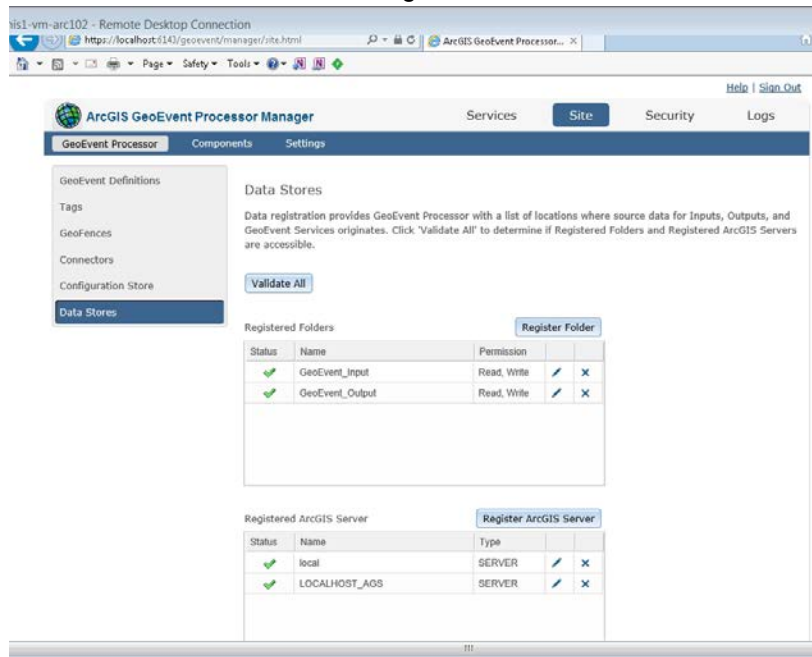 nis1-vm-arc102 - Remote Desktop Connection
https://localhost:6143/geoevent/manager/site.html
ArcGIS GeoEvent Processor...
Page Safety Tools
Help | Sign Out
ArcGIS GeoEvent Processor Manager Services Site Security Logs
GeoEvent Processor Components Settings
GeoEvent Definitions
Tags
GeoFences
Connectors
Configuration Store
Data Stores
Data Stores
Data registration provides GeoEvent Processor with a list of locations where source data for Inputs, Outputs, and
GeoEvent Services originates. Click 'Validate All' to determine if Registered Folders and Registered ArcGIS Servers
are accessible.
Validate All
Registered Folders Register Folder
Status Name Permission
GeoEvent_Input Read, Write
GeoEvent_Output Read, Write
Registered ArcGIS Server Register ArcGIS Server
Status Name Type
local SERVER
LOCALHOST_AGS SERVER